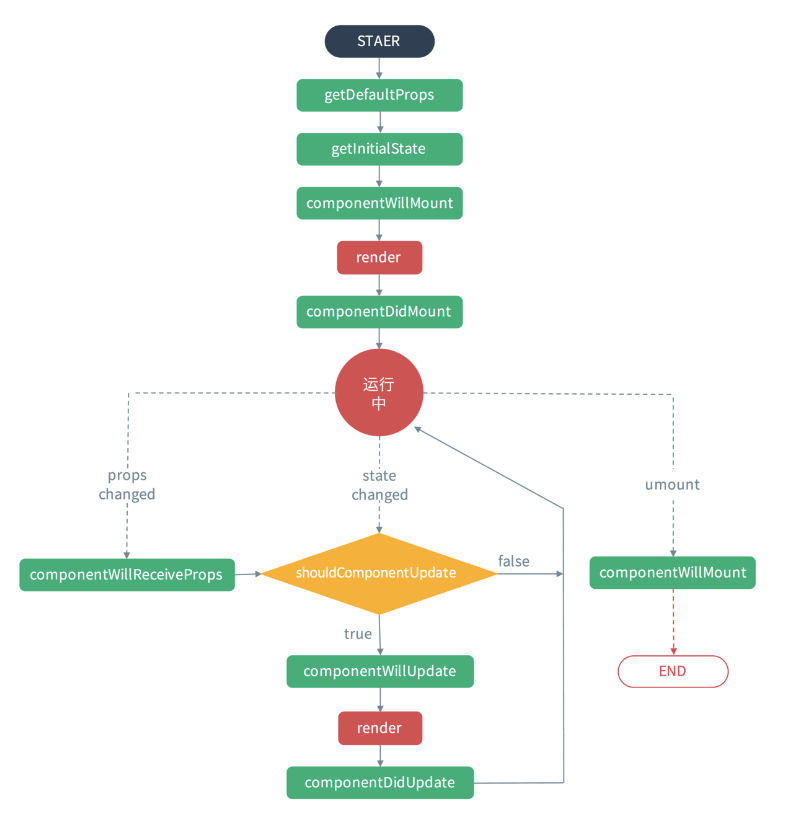 STAER
getDefaultProps
getInitialState
componentWillMount
render
componentDidMount
运行
中
props
changed
state
changed
umount
componentWillReceiveProps
shouldComponentUpdate
false
componentWillMount
true
componentWillUpdate
END
render
componentDidUpdate